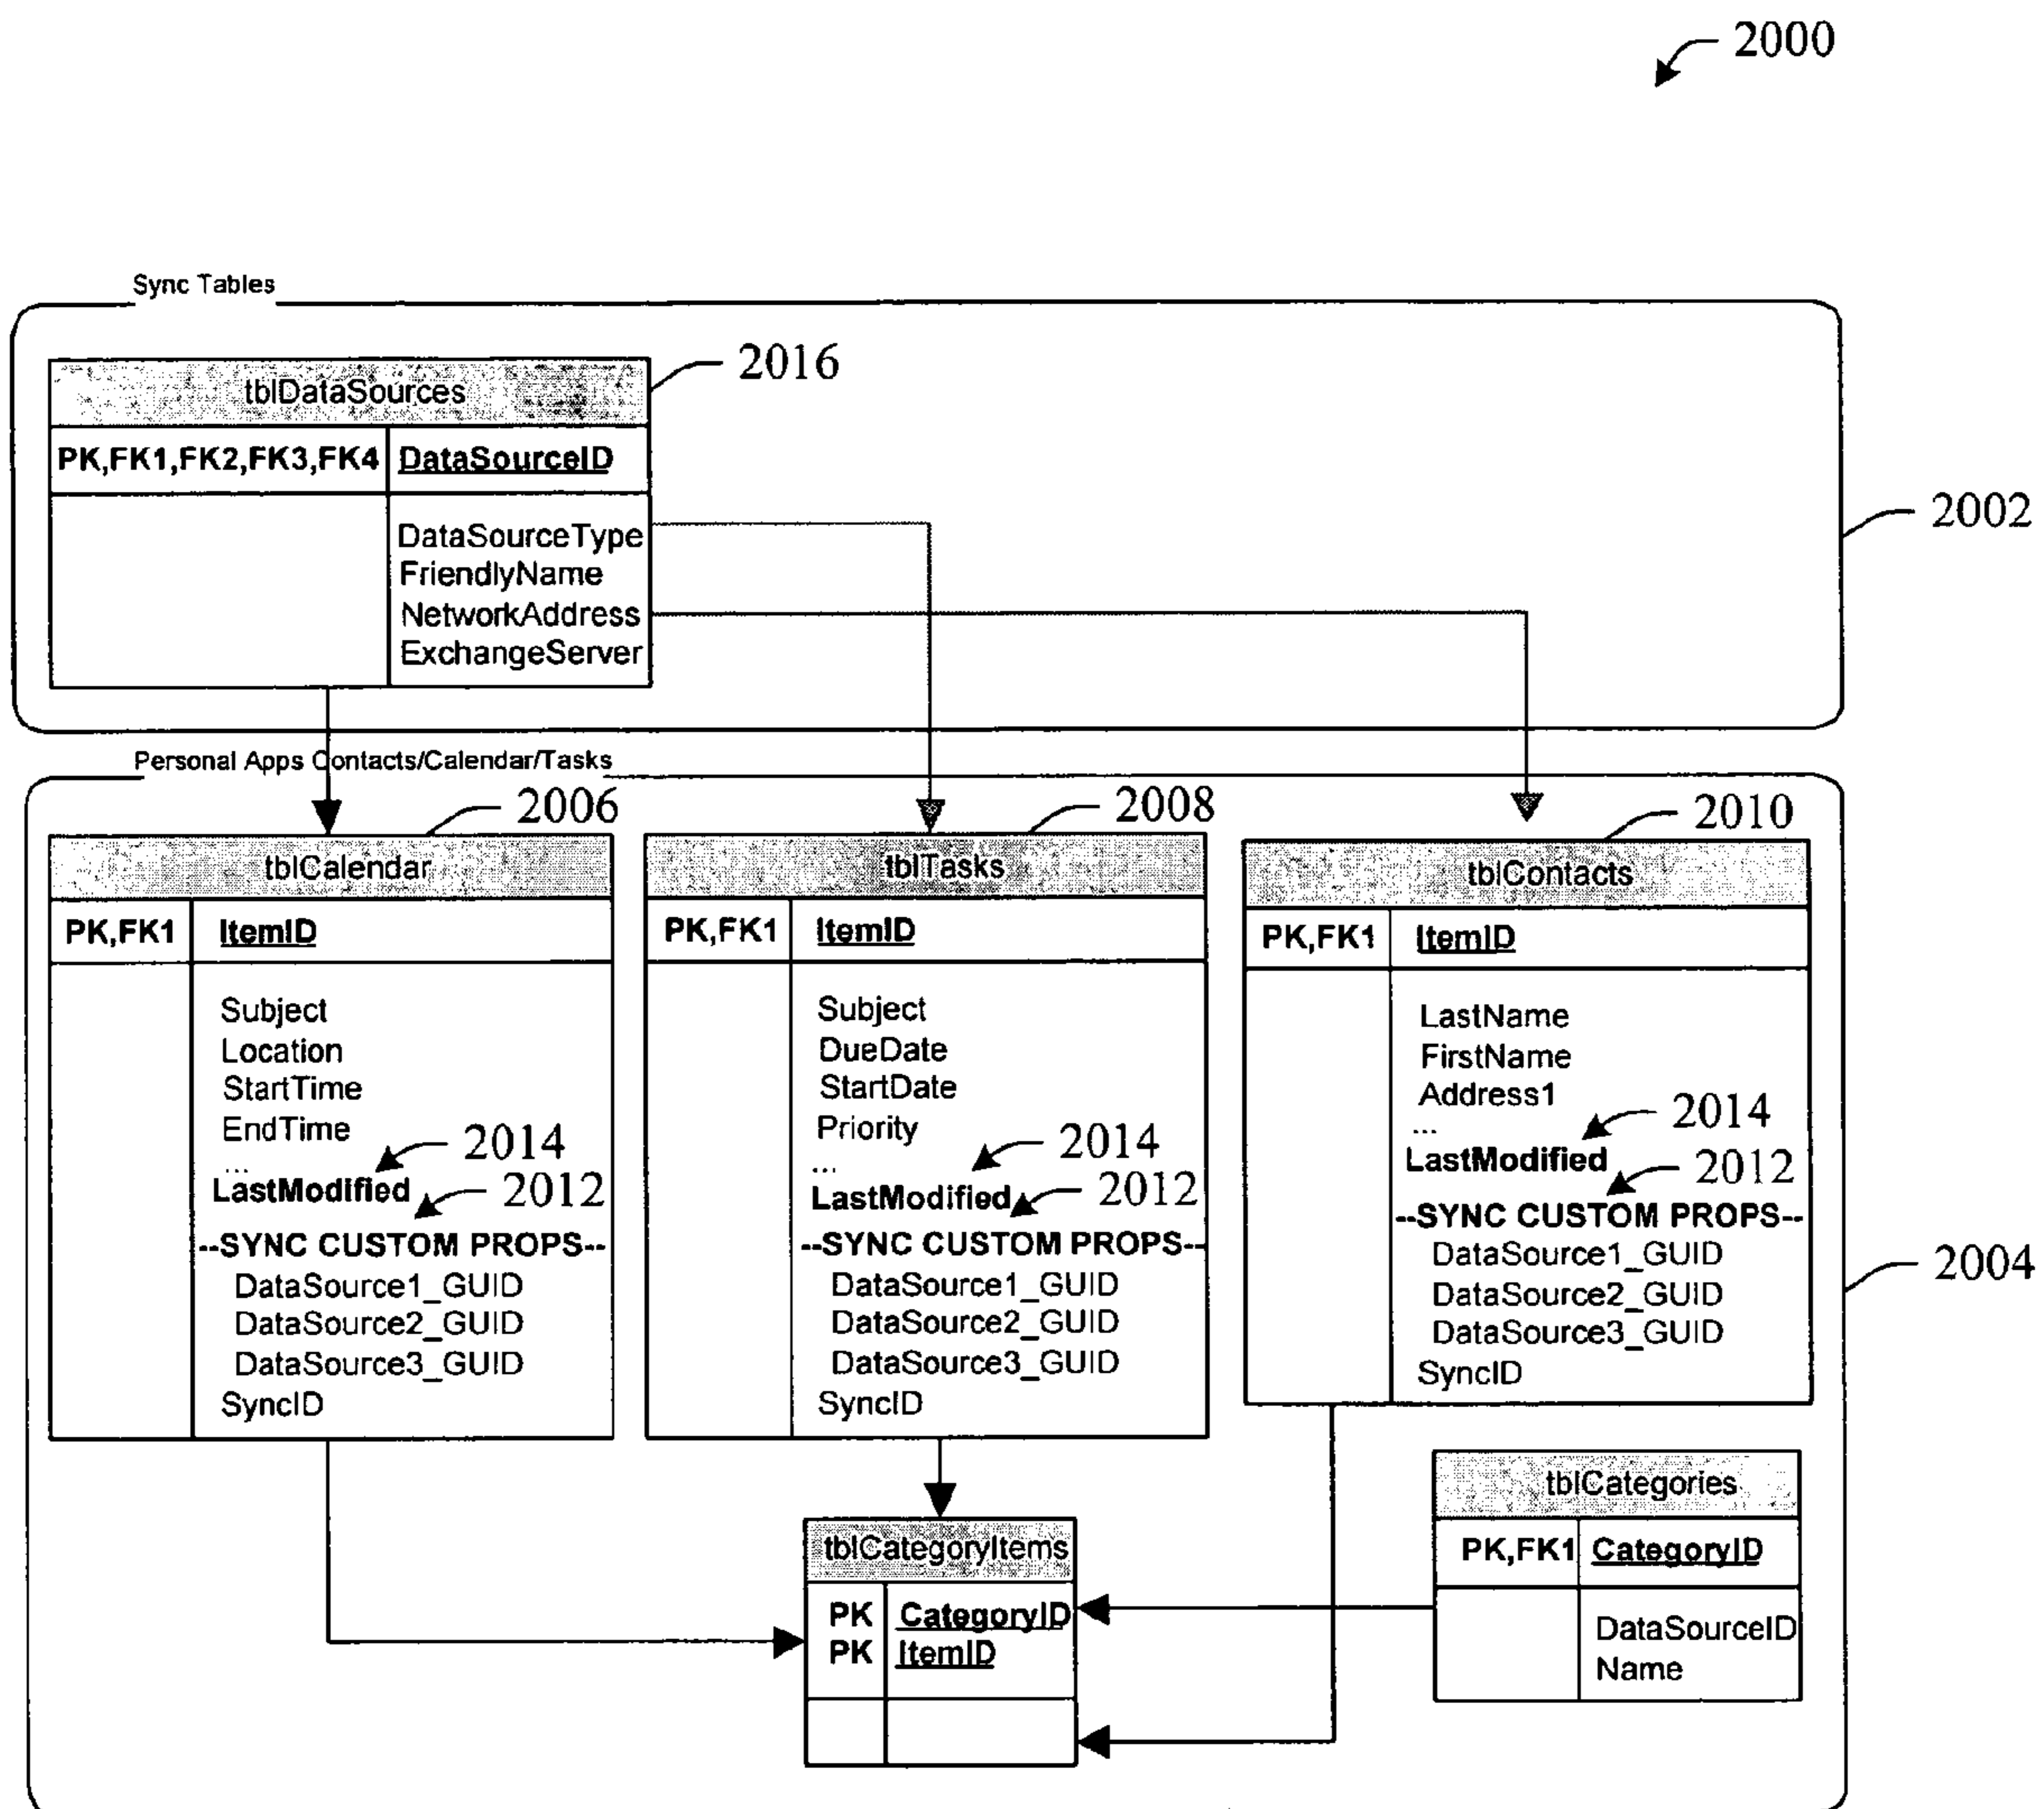 2000
Sync Tables
2016
tblDataSources
PK,FK1,FK2,FK3,FK4 DataSourceID
DataSourceType
FriendlyName
NetworkAddress
ExchangeServer
2002
Personal Apps Contacts/Calendar/Tasks
2006
tblCalendar
PK,FK1 ItemID
Subject
Location
StartTime
EndTime
...
2014
LastModified
2012
--SYNC CUSTOM PROPS--
DataSource1_GUID
DataSource2_GUID
DataSource3_GUID
SyncID
2008
tblTasks
PK,FK1 ItemID
Subject
DueDate
StartDate
Priority
...
2014
LastModified
2012
--SYNC CUSTOM PROPS--
DataSource1_GUID
DataSource2_GUID
DataSource3_GUID
SyncID
2010
tblContacts
PK,FK1 ItemID
LastName
FirstName
Address1
...
2014
LastModified
2012
--SYNC CUSTOM PROPS--
DataSource1_GUID
DataSource2_GUID
DataSource3_GUID
SyncID
2004
tblCategoryItems
PK CategoryID
PK ItemID
tblCategories
PK,FK1 CategoryID
DataSourceID
Name